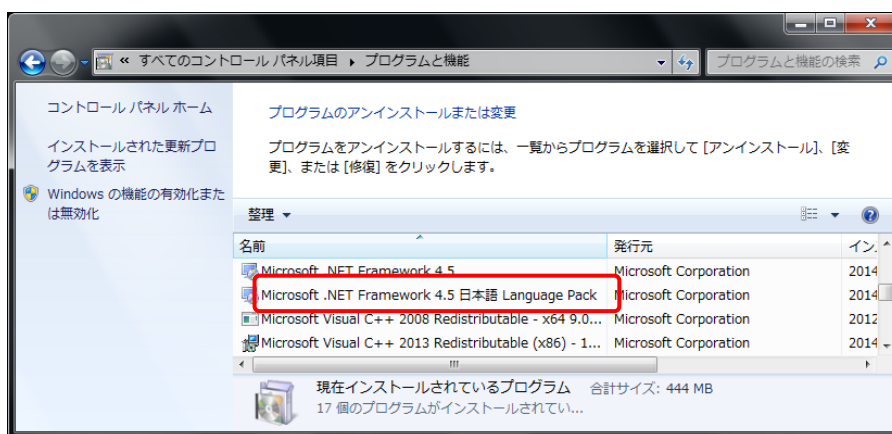 « すべてのコントロール パネル項目 ▸ プログラムと機能
プログラムと機能の検索
コントロール パネル ホーム
インストールされた更新プロ
グラムを表示
Windows の機能の有効化また
は無効化
プログラムのアンインストールまたは変更
プログラムをアンインストールするには、一覧からプログラムを選択して [アンインストール]、[変
更]、または [修復] をクリックします。
整理
名前 発行元 イン.
Microsoft .NET Framework 4.5 Microsoft Corporation 2014
Microsoft .NET Framework 4.5 日本語 Language Pack Microsoft Corporation 2014
Microsoft Visual C++ 2008 Redistributable - x64 9.0... Microsoft Corporation 2012
Microsoft Visual C++ 2013 Redistributable (x86) - 1... Microsoft Corporation 2014
現在インストールされているプログラム 合計サイズ: 444 MB
17 個のプログラムがインストールされてい...